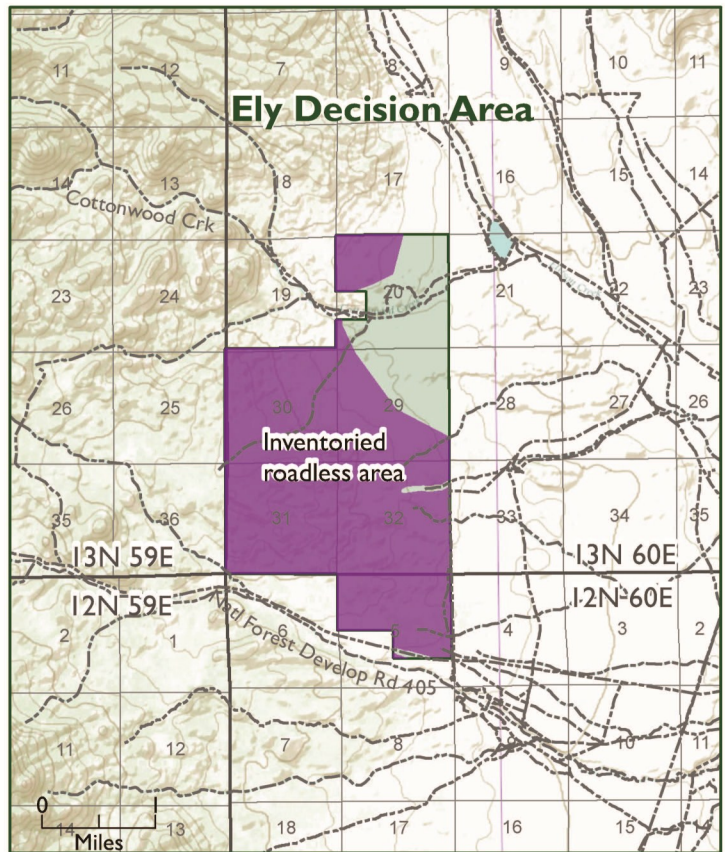 11 12 7 8 9 10 11
Ely Decision Area
14 13 18 17 16 15 14
Cottonwood Crk
23 24 19 20 21 22 23
26 25 30 29 28 27 26
Inventoried
roadless area
35 36 31 32 33 34 35
13N 59E 13N 60E
12N 59E 12N 60E
2 1 6 5 4 3 2
Natl Forest Develop Rd 405
11 12 7 8 9 10 11
0 1
Miles
14 13 18 17 16 15 14